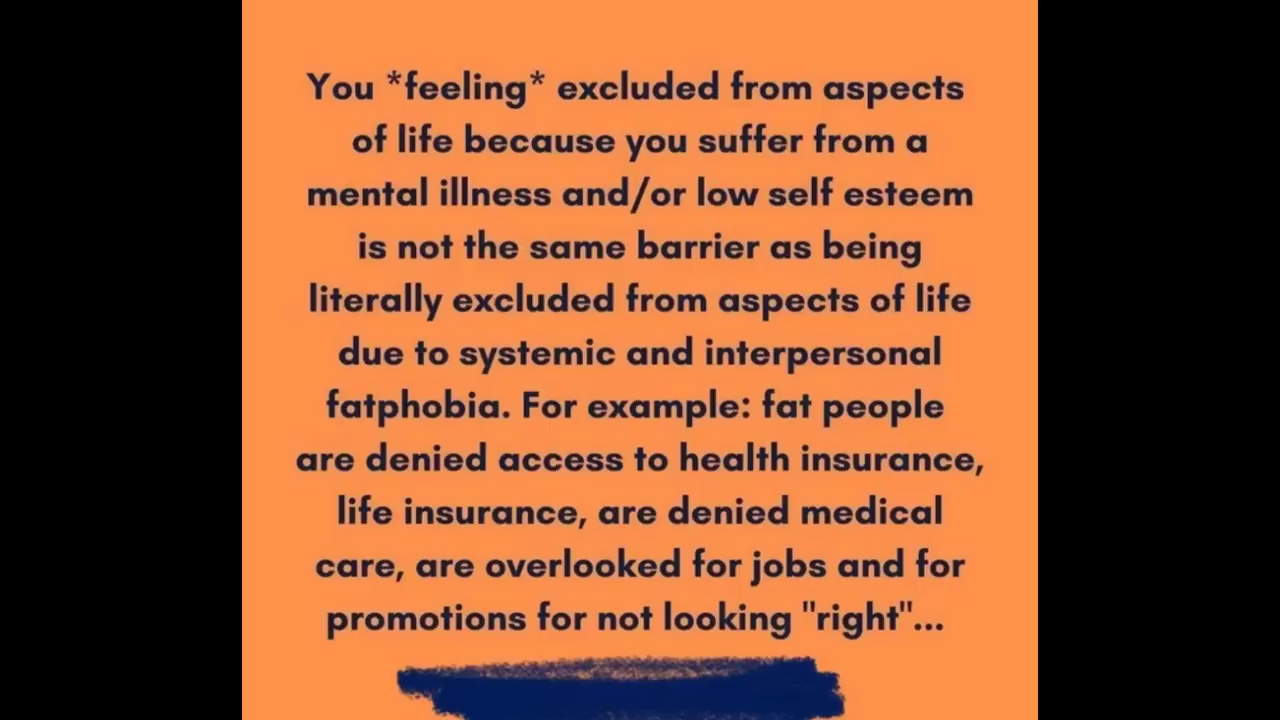 You *feeling* excluded from aspects
of life because you suffer from a
mental illness and/or low self esteem
is not the same barrier as being
literally excluded from aspects of life
due to systemic and interpersonal
fatphobia. For example: fat people
are denied access to health insurance,
life insurance, are denied medical
care, are overlooked for jobs and for
promotions for not looking "right"...